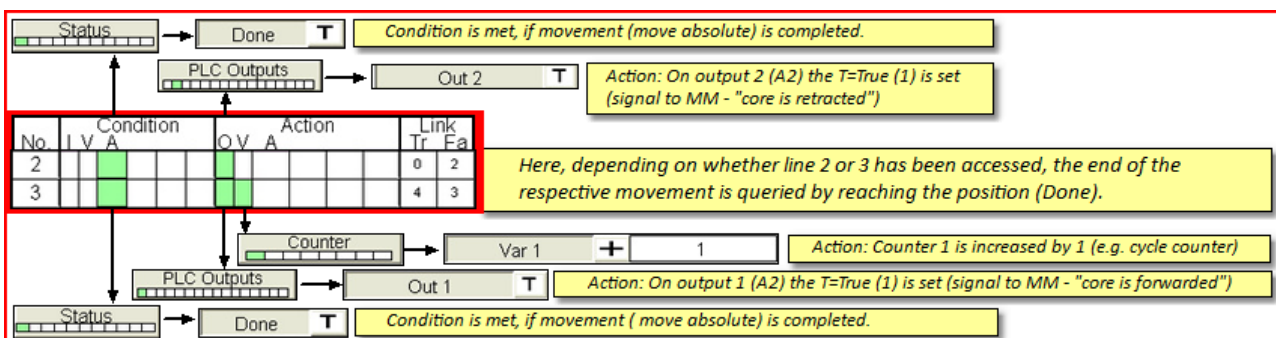 Status Done T Condition is met, if movement (move absolute) is completed.
PLC Outputs Out 2 T Action: On output 2 (A2) the T=True (1) is set
(signal to MM - "core is retracted")
Condition Action Link
No. I V A O V A Tr Fa
2 0 2
3 4 3
Here, depending on whether line 2 or 3 has been accessed, the end of the
respective movement is queried by reaching the position (Done).
Counter Var 1 + 1 Action: Counter 1 is increased by 1 (e.g. cycle counter)
PLC Outputs Out 1 T Action: On output 1 (A2) the T=True (1) is set (signal to MM - "core is forwarded")
Status Done T Condition is met, if movement ( move absolute) is completed.